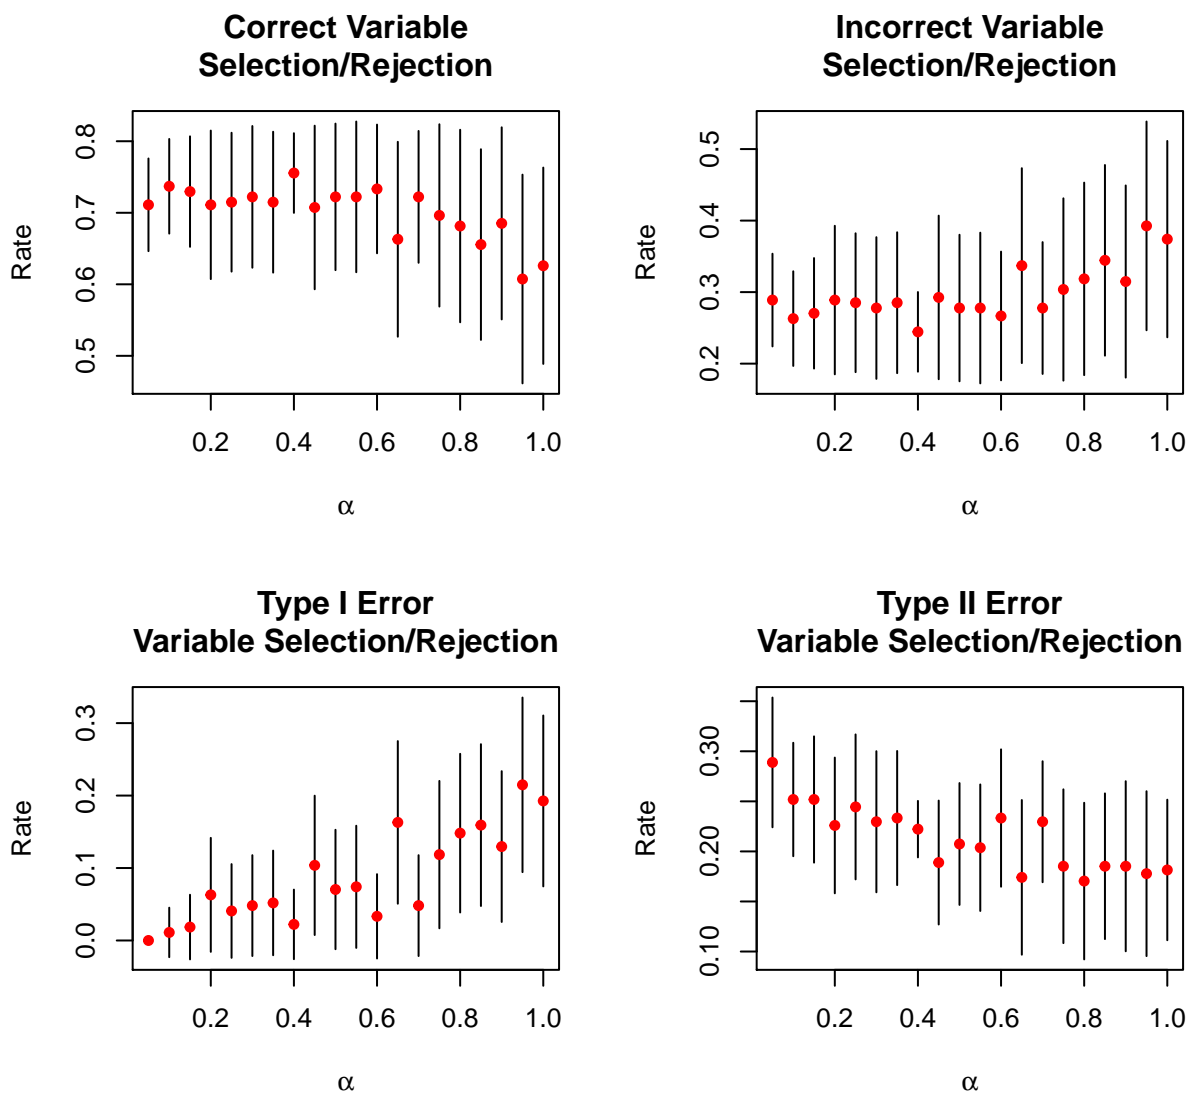 Correct Variable
Selection/Rejection
Rate
0.5 0.6 0.7 0.8
0.2 0.4 0.6 0.8 1.0
α
Incorrect Variable
Selection/Rejection
Rate
0.2 0.3 0.4 0.5
0.2 0.4 0.6 0.8 1.0
α
Type I Error
Variable Selection/Rejection
Rate
0.0 0.1 0.2 0.3
0.2 0.4 0.6 0.8 1.0
α
Type II Error
Variable Selection/Rejection
Rate
0.10 0.20 0.30
0.2 0.4 0.6 0.8 1.0
α